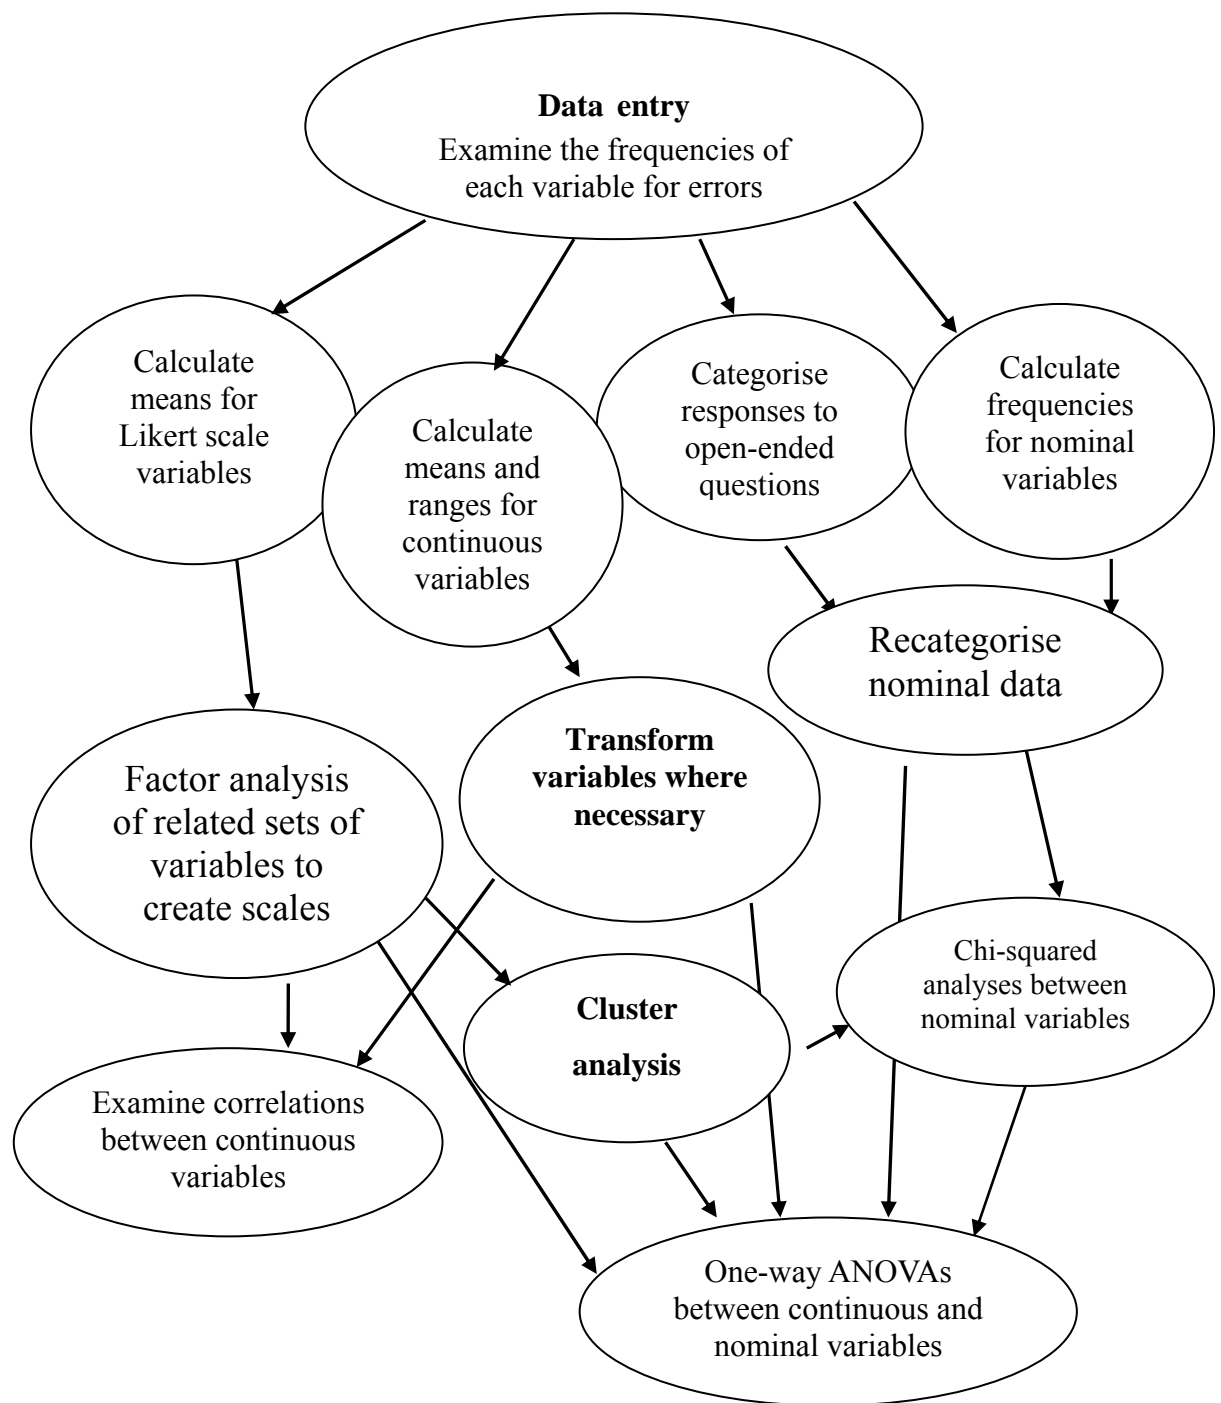 Data entry
Examine the frequencies of
each variable for errors
Calculate
means for
Likert scale
variables
Calculate
means and
ranges for
continuous
variables
Categorise
responses to
open-ended
questions
Calculate
frequencies
for nominal
variables
Recategorise
nominal data
Factor analysis
of related sets of
variables to
create scales
Transform
variables where
necessary
Cluster
analysis
Chi-squared
analyses between
nominal variables
Examine correlations
between continuous
variables
One-way ANOVAs
between continuous and
nominal variables